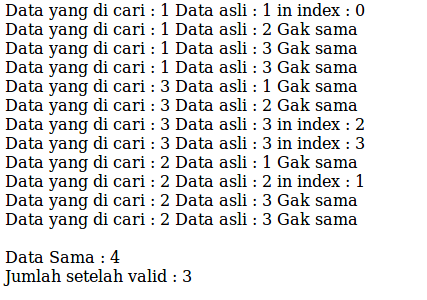 Data yang di cari : 1 Data asli : 1 in index : 0
Data yang di cari : 1 Data asli : 2 Gak sama
Data yang di cari : 1 Data asli : 3 Gak sama
Data yang di cari : 1 Data asli : 3 Gak sama
Data yang di cari : 3 Data asli : 1 Gak sama
Data yang di cari : 3 Data asli : 2 Gak sama
Data yang di cari : 3 Data asli : 3 in index : 2
Data yang di cari : 3 Data asli : 3 in index : 3
Data yang di cari : 2 Data asli : 1 Gak sama
Data yang di cari : 2 Data asli : 2 in index : 1
Data yang di cari : 2 Data asli : 3 Gak sama
Data yang di cari : 2 Data asli : 3 Gak sama
Data Sama : 4
Jumlah setelah valid : 3